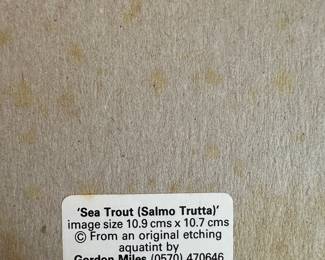 'Sea Trout (Salmo Trutta)'
image size 10.9 cms x 10.7 cms
© From an original etching
aquatint by
Gordon Miles (0570) 470646